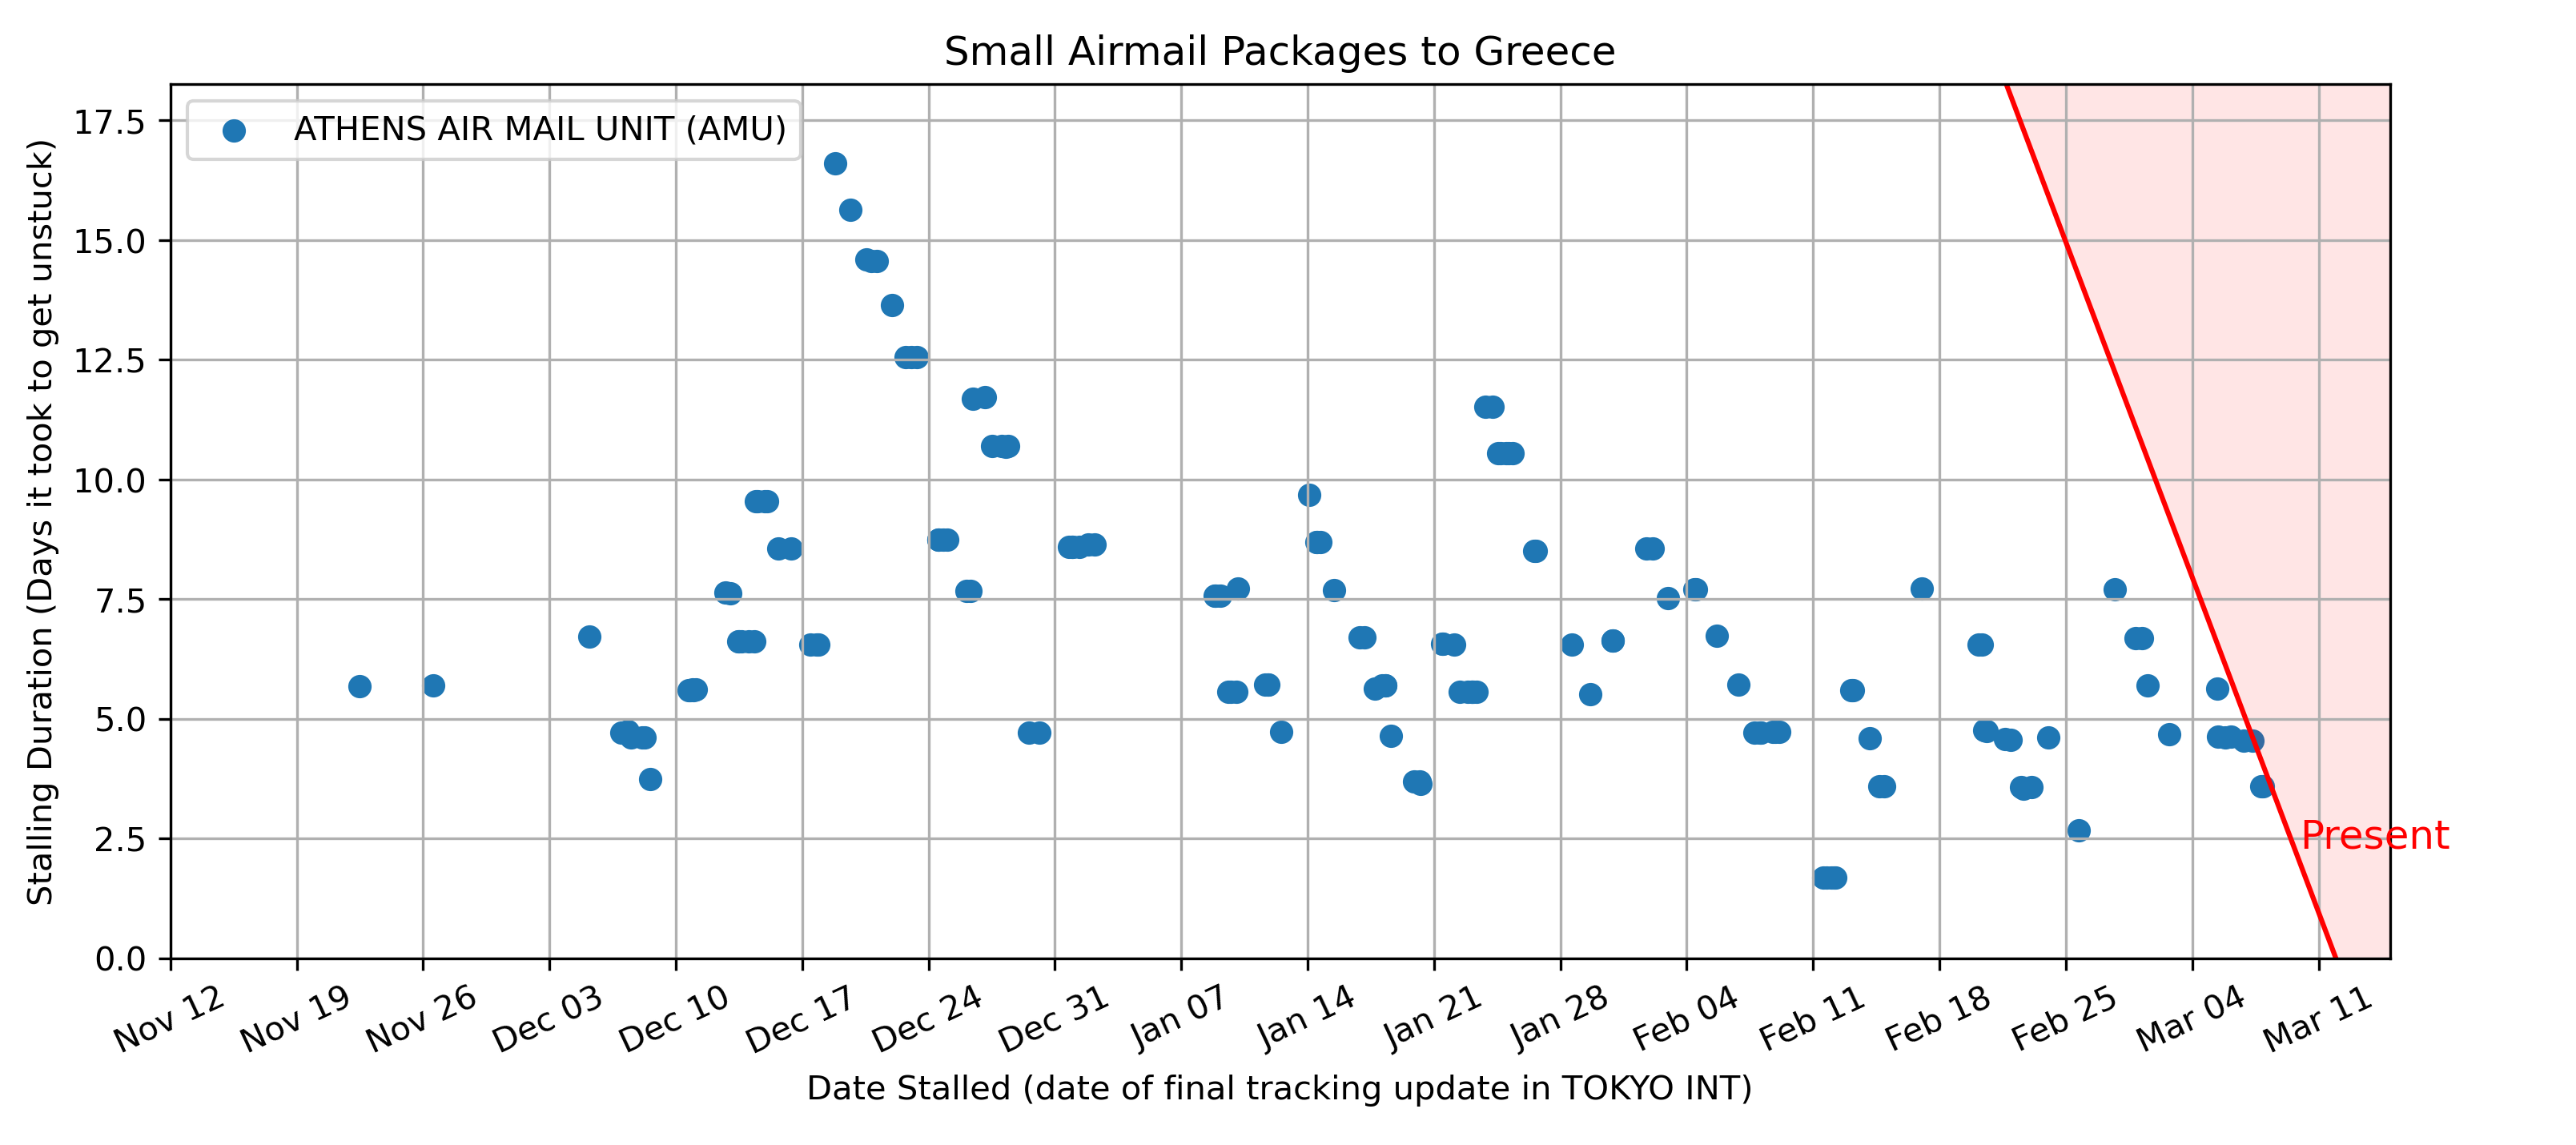 Small Airmail Packages to Greece
ATHENS AIR MAIL UNIT (AMU)
Stalling Duration (Days it took to get unstuck)
17.5
15.0
12.5
10.0
7.5
5.0
2.5
0.0
Present
Nov 12
Nov 19
Nov 26
Dec 03
Dec 10
Dec 17
Dec 24
Dec 31
Jan 07
Jan 14
Jan 21
Jan 28
Feb 04
Feb 11
Feb 18
Feb 25
Mar 04
Mar 11
Date Stalled (date of final tracking update in TOKYO INT)